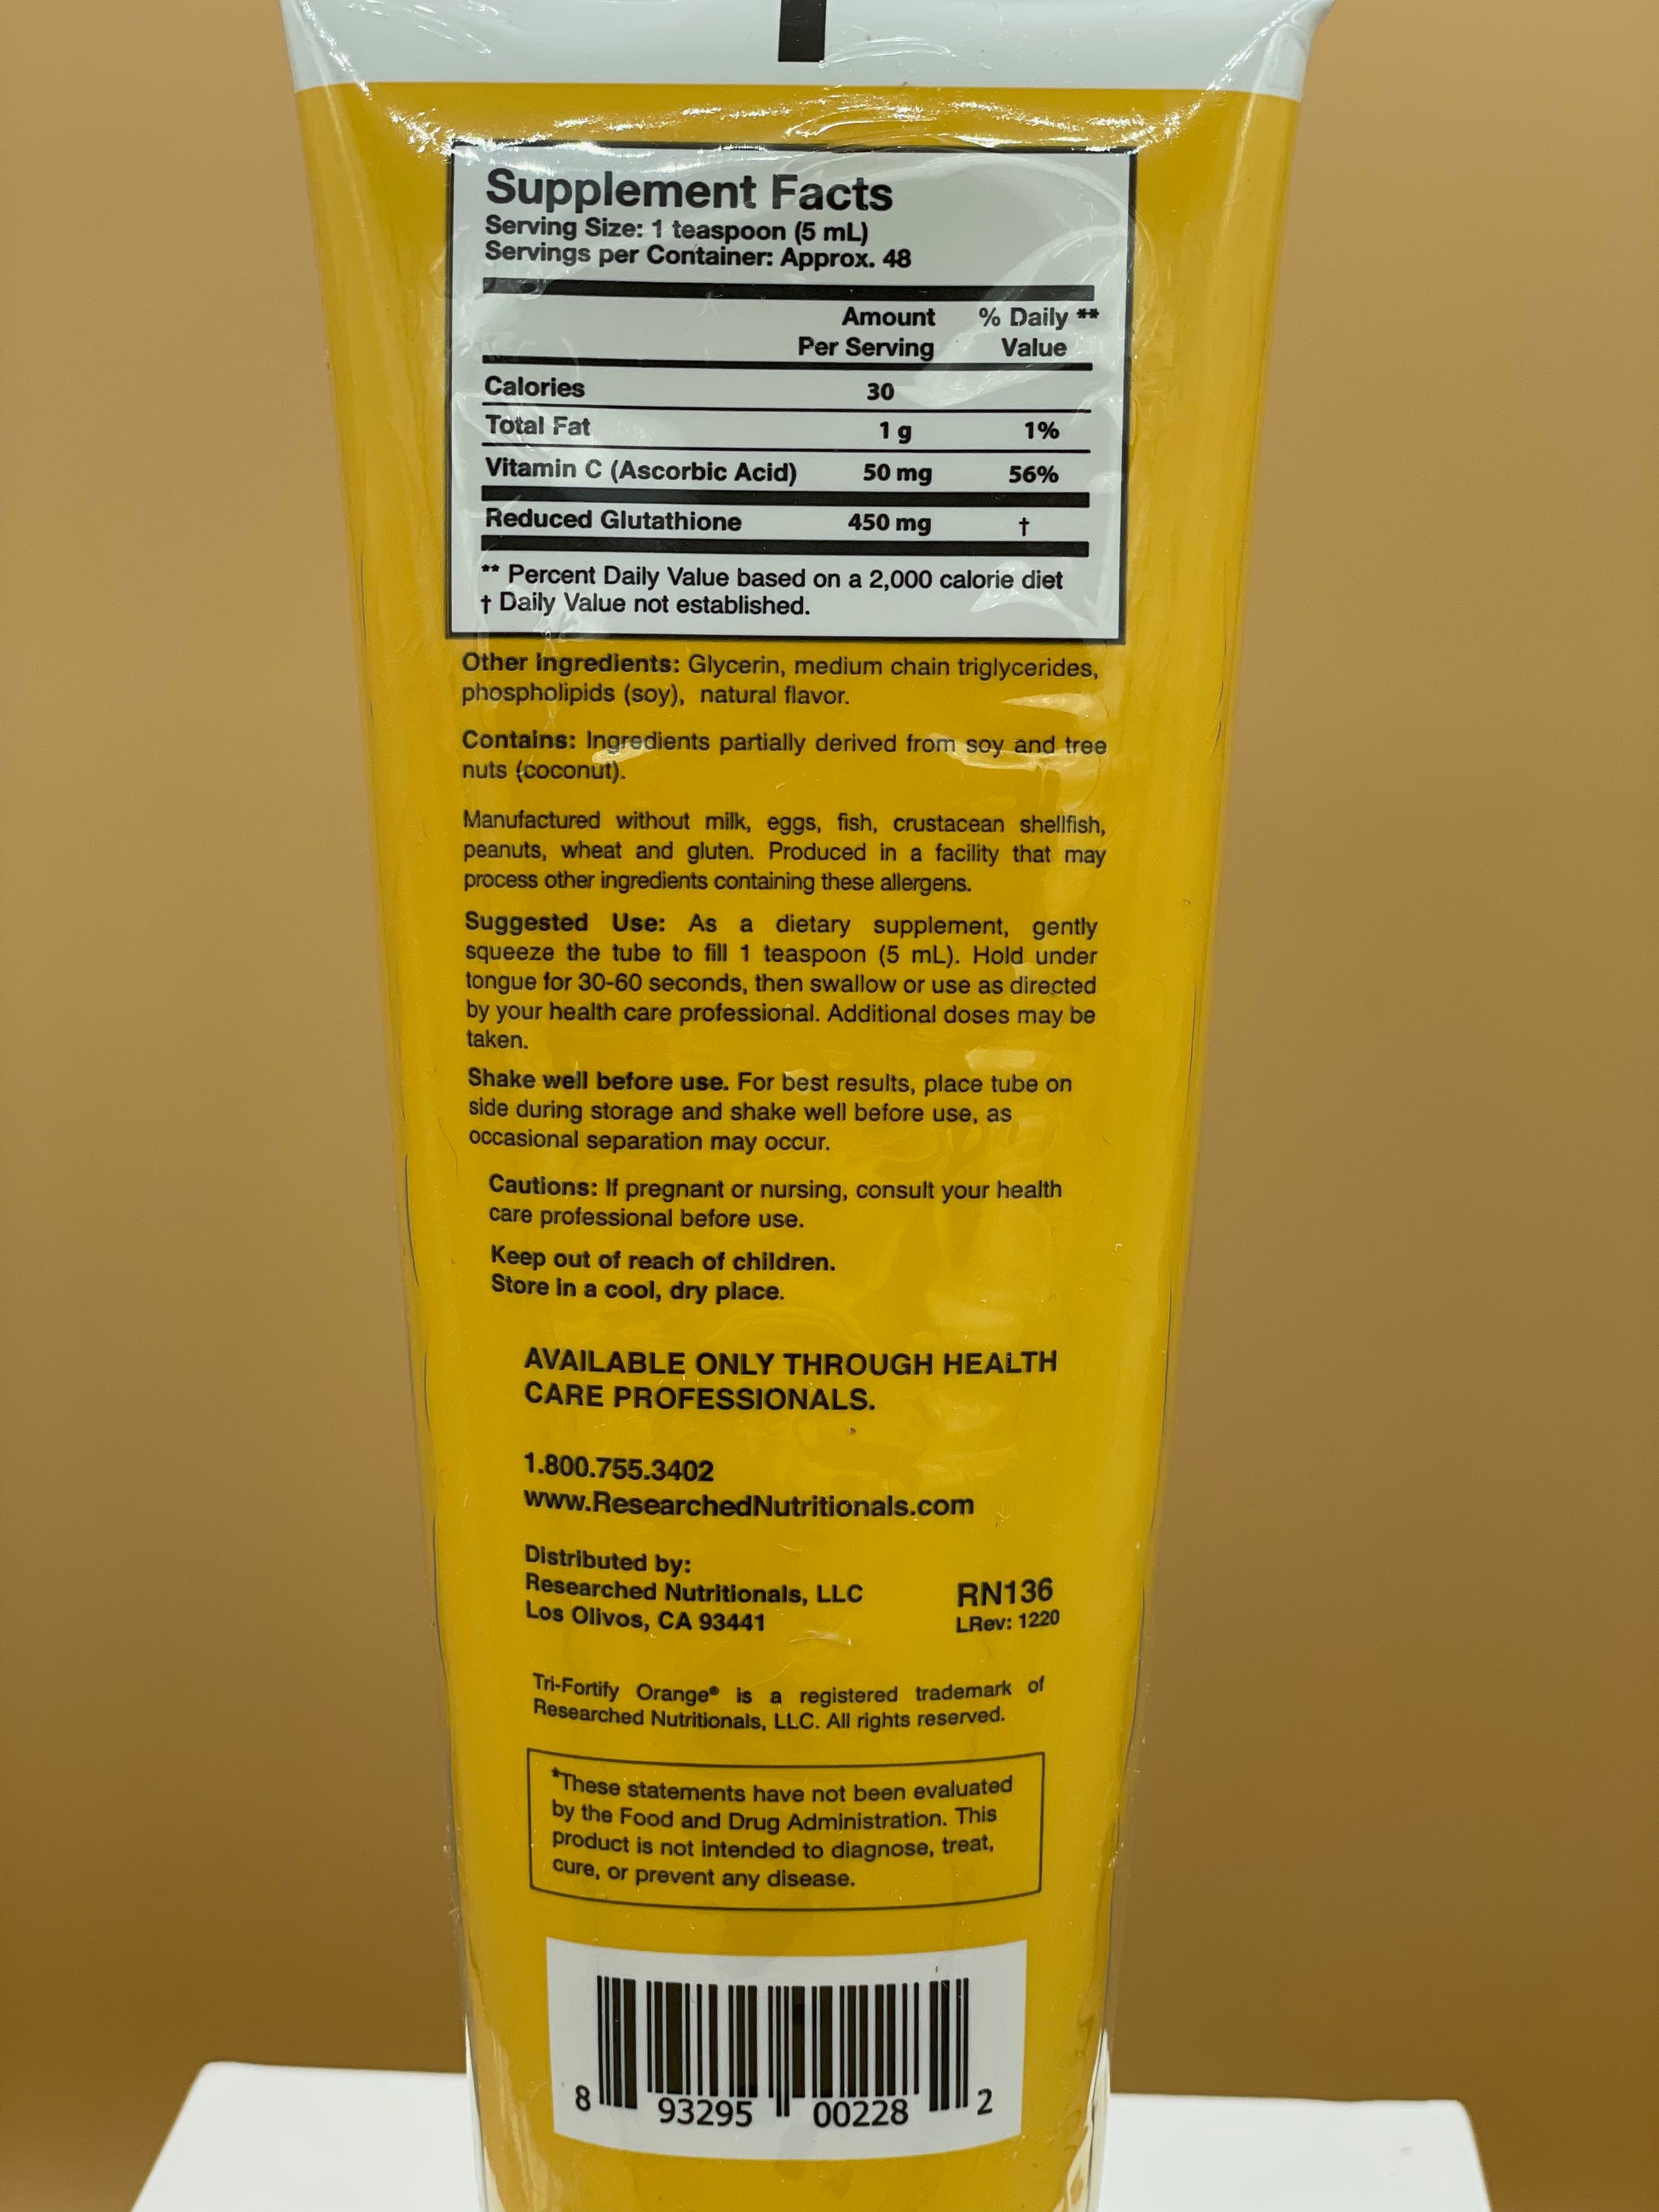 Supplement Facts
Serving Size: 1 teaspoon (5 mL)
Servings per Container: Approx. 48
Amount Per Serving % Daily ** Value
Calories 30
Total Fat 1 g 1%
Vitamin C (Ascorbic Acid) 50 mg 56%
Reduced Glutathione 450 mg †
** Percent Daily Value based on a 2,000 calorie diet
† Daily Value not established.
Other Ingredients: Glycerin, medium chain triglycerides,
phospholipids (soy), natural flavor.
Contains: Ingredients partially derived from soy and tree
nuts (coconut).
Manufactured without milk, eggs, fish, crustacean shellfish,
peanuts, wheat and gluten. Produced in a facility that may
process other ingredients containing these allergens.
Suggested Use: As a dietary supplement, gently
squeeze the tube to fill 1 teaspoon (5 mL). Hold under
tongue for 30-60 seconds, then swallow or use as directed
by your health care professional. Additional doses may be
taken.
Shake well before use. For best results, place tube on
side during storage and shake well before use, as
occasional separation may occur.
Cautions: If pregnant or nursing, consult your health
care professional before use.
Keep out of reach of children.
Store in a cool, dry place.
AVAILABLE ONLY THROUGH HEALTH
CARE PROFESSIONALS.
1.800.755.3402
www.ResearchedNutritionals.com
Distributed by:
Researched Nutritionals, LLC RN136
Los Olivos, CA 93441 LRev: 1220
Tri-Fortify Orange® is a registered trademark of
Researched Nutritionals, LLC. All rights reserved.
*These statements have not been evaluated
by the Food and Drug Administration. This
product is not intended to diagnose, treat,
cure, or prevent any disease.
8 93295 00228 2